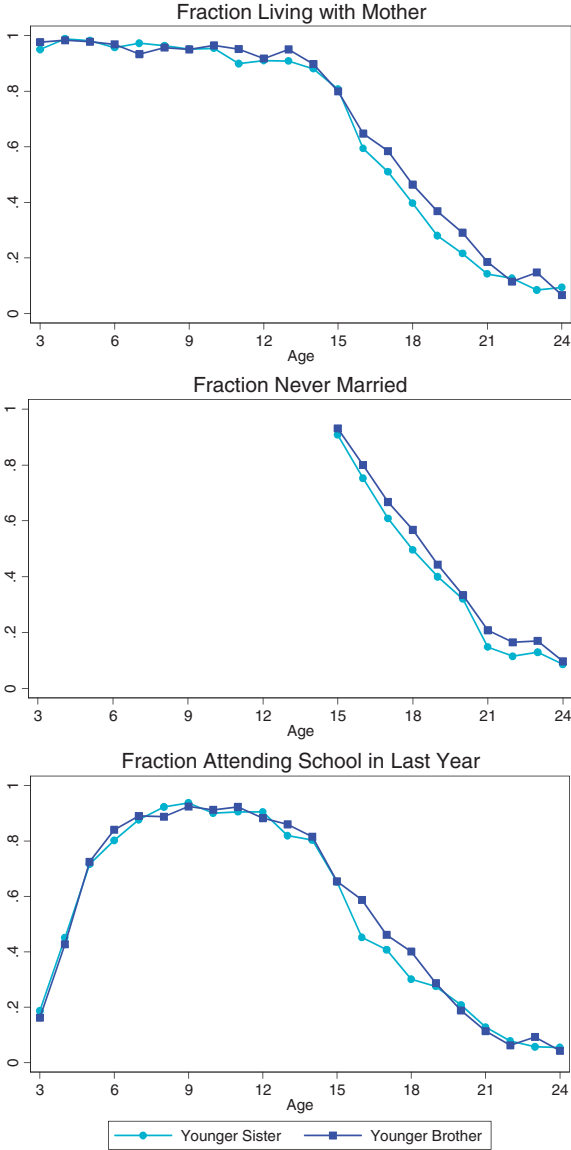 Fraction Living with Mother
1
.8
.6
.4
.2
0
3 6 9 12 15 18 21 24
Age
Fraction Never Married
1
.8
.6
.4
.2
0
3 6 9 12 15 18 21 24
Age
Fraction Attending School in Last Year
1
.8
.6
.4
.2
0
3 6 9 12 15 18 21 24
Age
Younger Sister Younger Brother